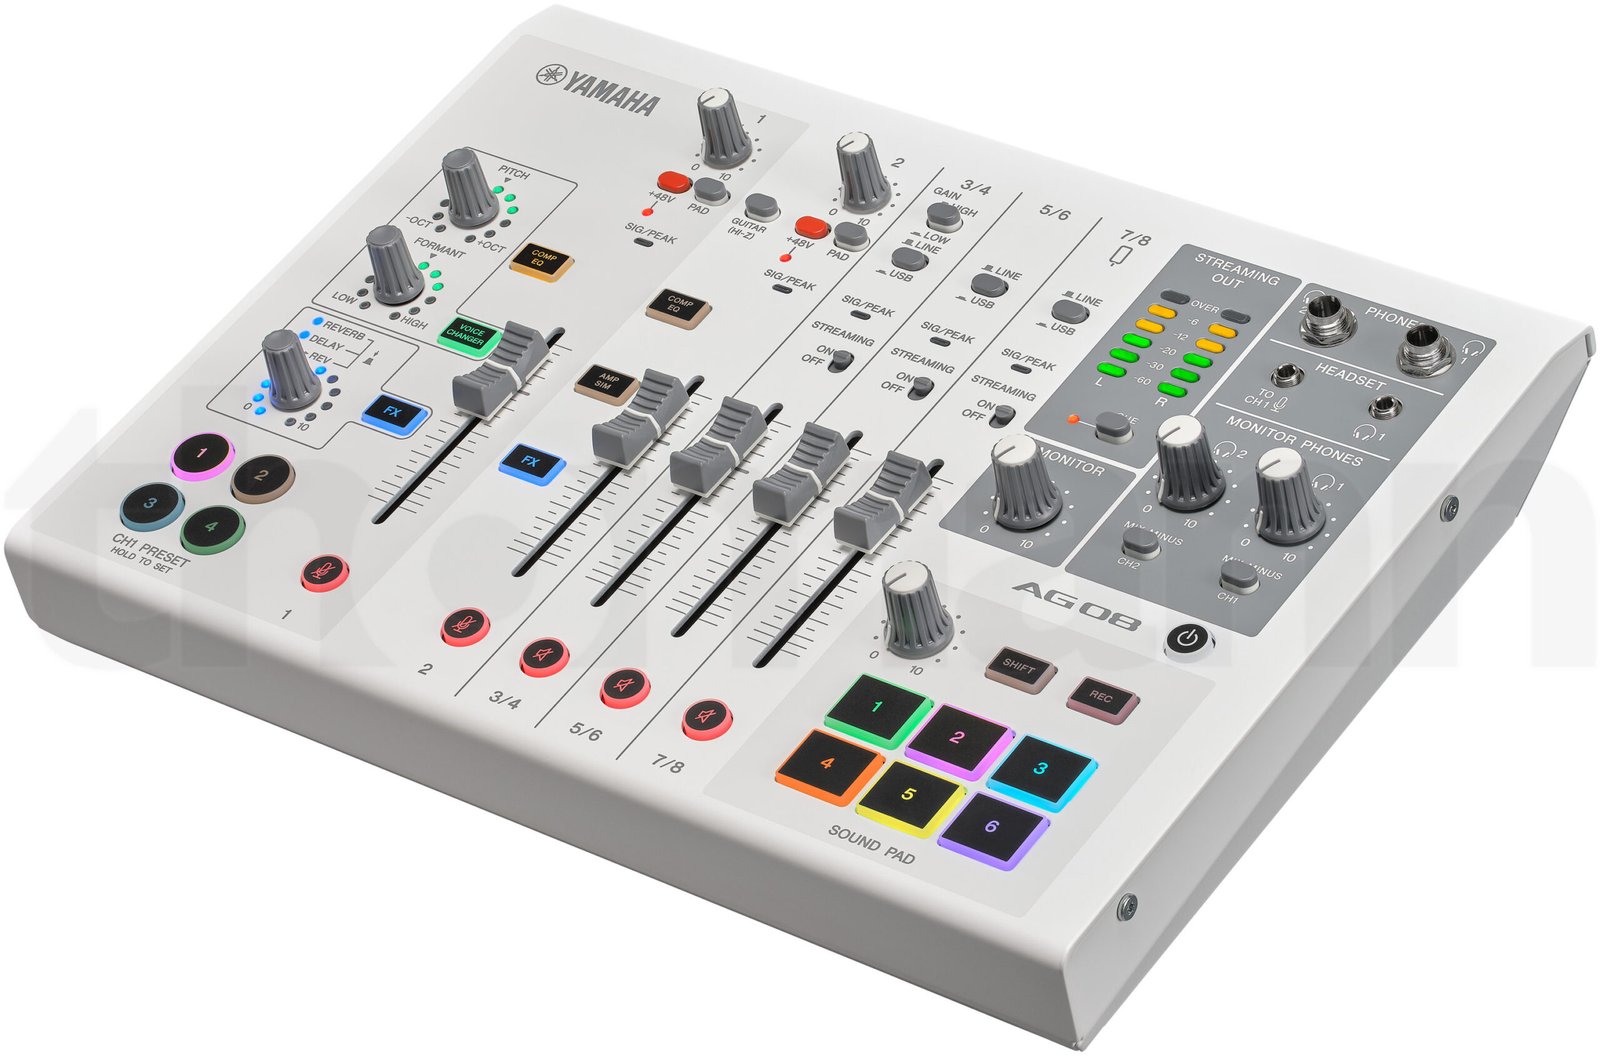 YAMAHA
1
0
10
+48V
PAD
SIG/PEAK
GUITAR
(HI-Z)
2
0
10
+48V
PAD
SIG/PEAK
PITCH
-OCT
+OCT
FORMANT
LOW
HIGH
COMP
EQ
VOICE
CHANGER
REVERB
DELAY
REV
0
10
FX
COMP
EQ
AMP
SIM
FX
3/4
GAIN
HIGH
LOW
LINE
USB
SIG/PEAK
STREAMING
ON
OFF
5/6
LINE
USB
SIG/PEAK
STREAMING
ON
OFF
7/8
LINE
USB
SIG/PEAK
STREAMING
ON
OFF
STREAMING
OUT
OVER
-6
-12
-20
-30
-60
L
R
PHONES
2
1
HEADSET
TO
CH1
1
MONITOR PHONES
2
0
10
1
0
10
MIX MINUS
CH2
MIX MINUS
CH1
MONITOR
0
10
AG08
1
2
3
4
CH1 PRESET
HOLD TO SET
1
2
3/4
5/6
7/8
0
10
SHIFT
REC
1
2
3
4
5
6
SOUND PAD
thomann